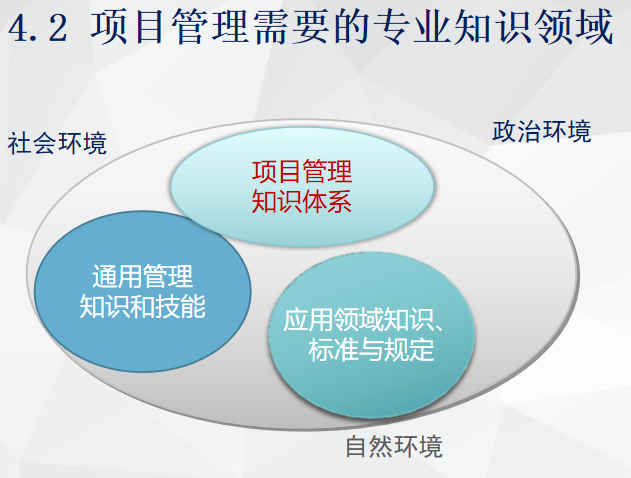 4.2 项目管理需要的专业知识领域
社会环境
政治环境
项目管理
知识体系
通用管理
知识和技能
应用领域知识、
标准与规定
自然环境